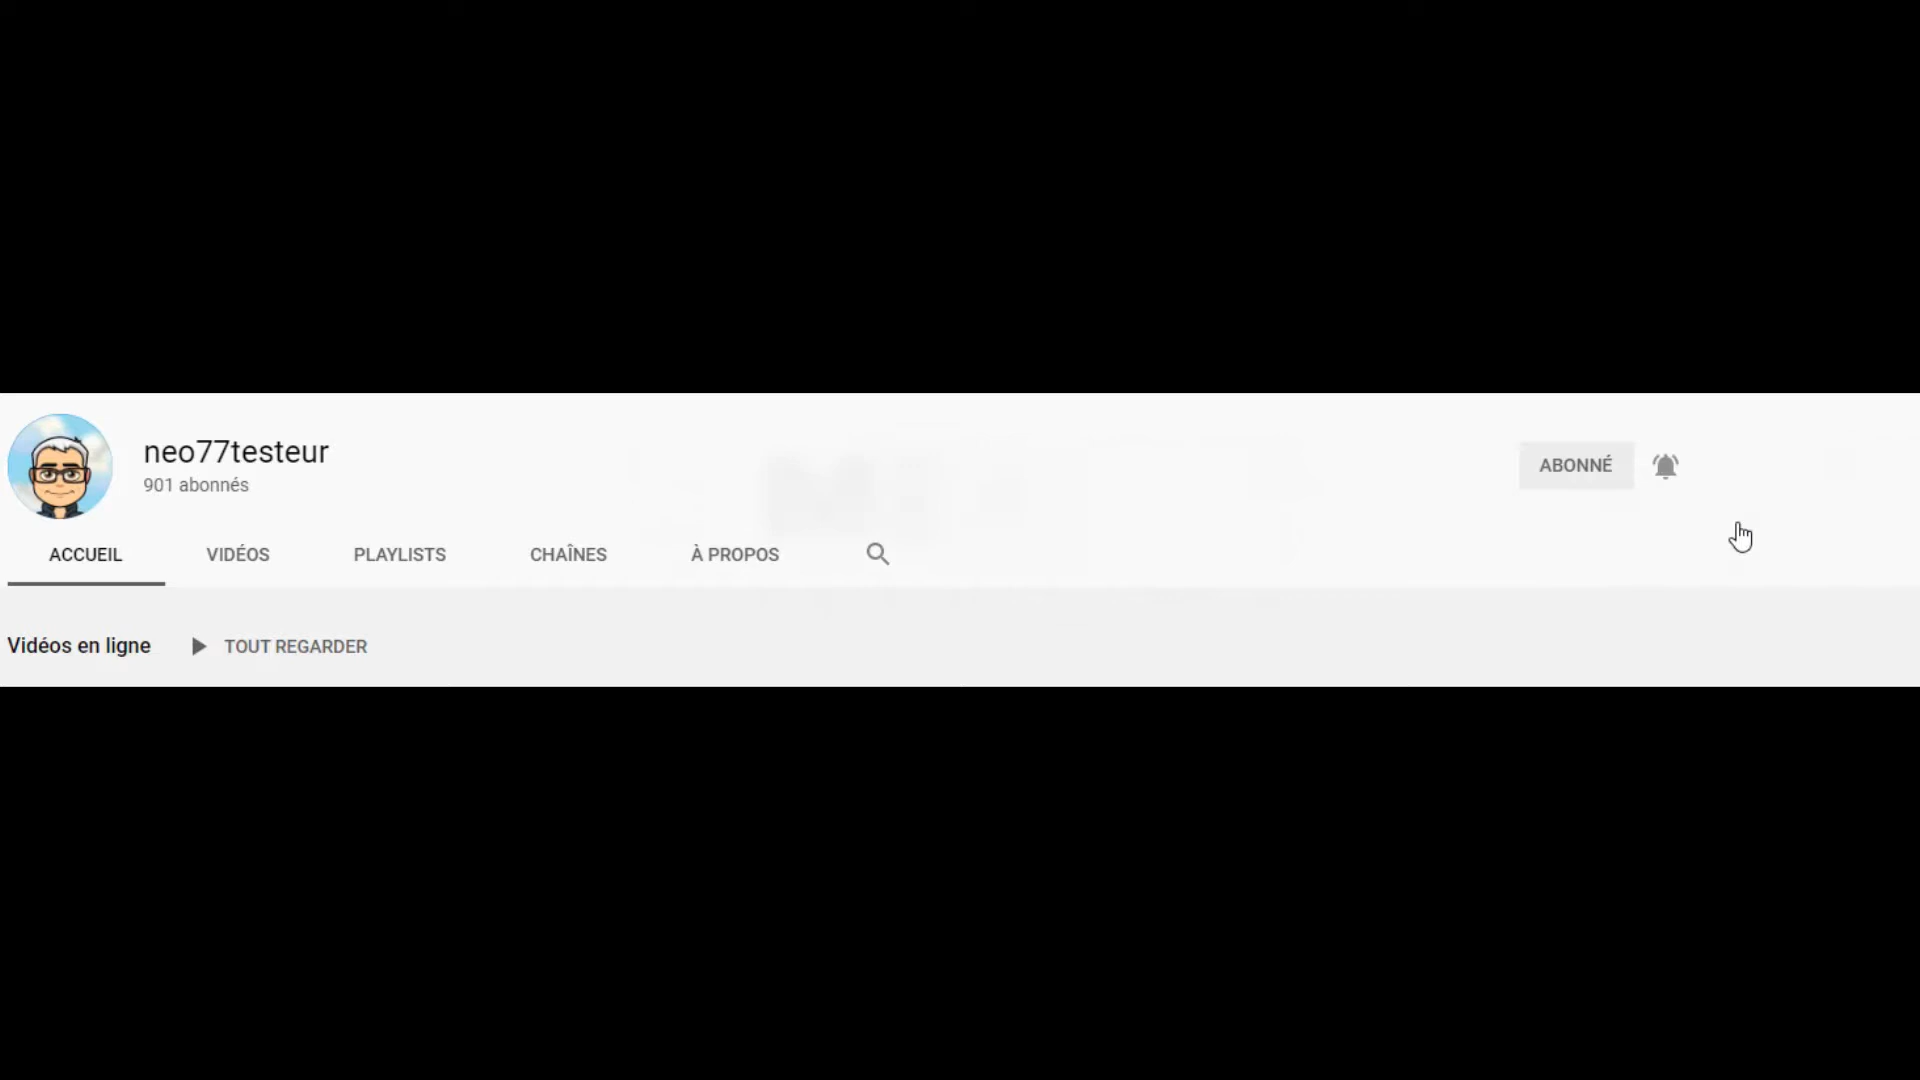 neo77testeur
901 abonnés
ABONNÉ
ACCUEIL VIDÉOS PLAYLISTS CHAÎNES À PROPOS
Vidéos en ligne TOUT REGARDER